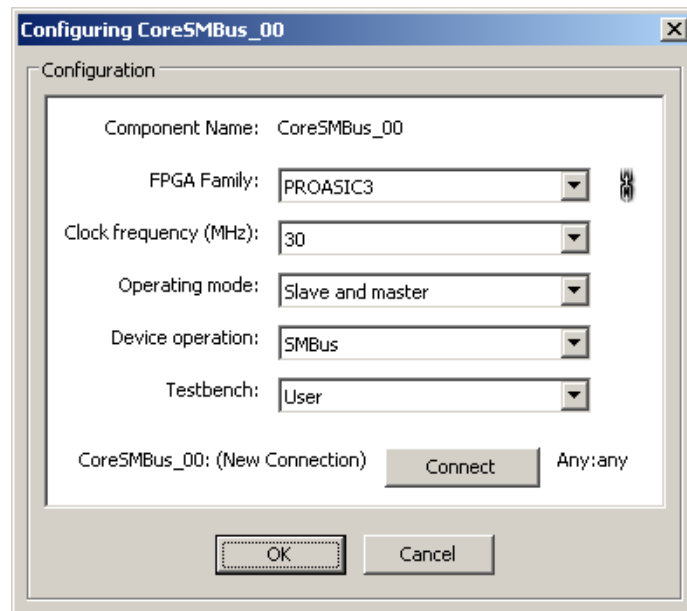 Configuring CoreSMBus_00
Configuration
Component Name: CoreSMBus_00
FPGA Family: PROASIC3
Clock frequency (MHz): 30
Operating mode: Slave and master
Device operation: SMBus
Testbench: User
CoreSMBus_00: (New Connection) Connect Any:any
OK Cancel